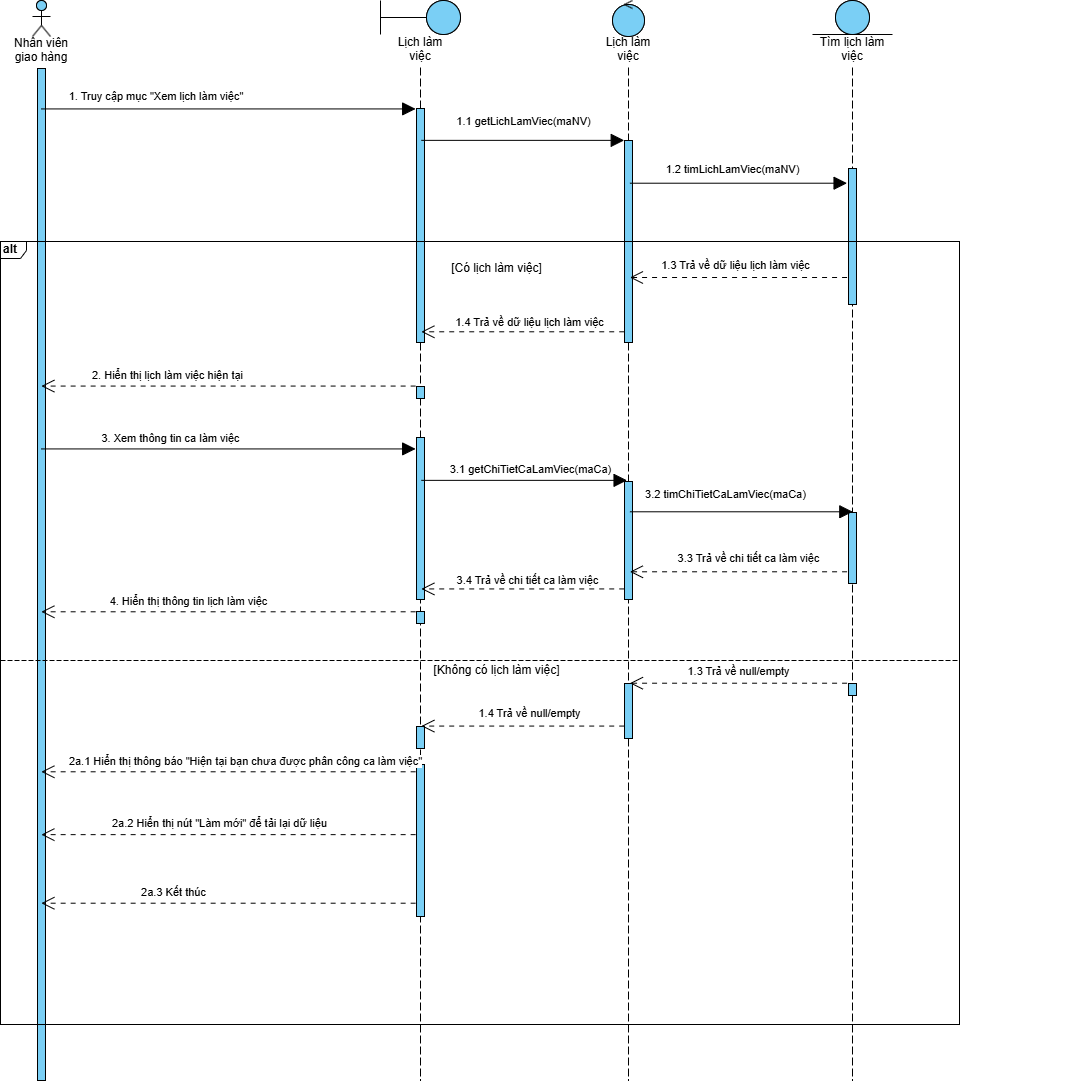 Nhân viên
giao hàng
Lịch làm
việc
Lịch làm
việc
Tìm lịch làm
việc
1. Truy cập mục "Xem lịch làm việc"
1.1 getLichLamViec(maNV)
1.2 timLichLamViec(maNV)
alt
[Có lịch làm việc]
1.3 Trả về dữ liệu lịch làm việc
1.4 Trả về dữ liệu lịch làm việc
2. Hiển thị lịch làm việc hiện tại
3. Xem thông tin ca làm việc
3.1 getChiTietCaLamViec(maCa)
3.2 timChiTietCaLamViec(maCa)
3.3 Trả về chi tiết ca làm việc
3.4 Trả về chi tiết ca làm việc
4. Hiển thị thông tin lịch làm việc
[Không có lịch làm việc]
1.3 Trả về null/empty
1.4 Trả về null/empty
2a.1 Hiển thị thông báo "Hiện tại bạn chưa được phân công ca làm việc"
2a.2 Hiển thị nút "Làm mới" để tải lại dữ liệu
2a.3 Kết thúc